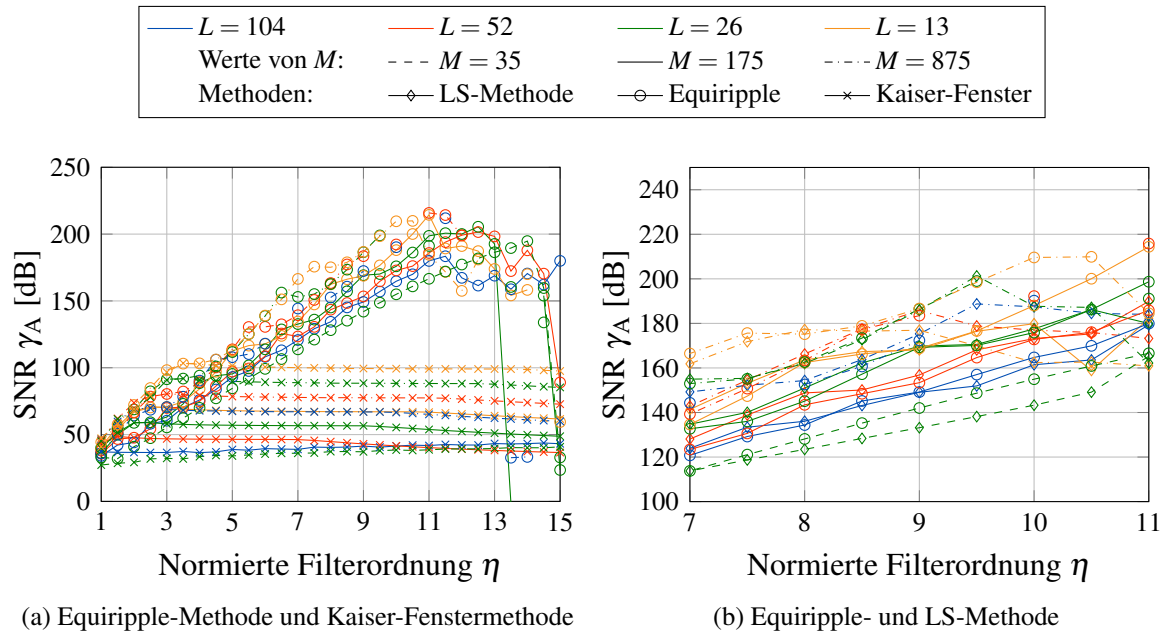 L = 104 L = 52 L = 26 L = 13
Werte von M: M = 35 M = 175 M = 875
Methoden: LS-Methode Equiripple Kaiser-Fenster
250
200
150
100
50
0
SNR γA [dB]
1 3 5 7 9 11 13 15
Normierte Filterordnung η
(a) Equiripple-Methode und Kaiser-Fenstermethode
240
220
200
180
160
140
120
100
SNR γA [dB]
7 8 9 10 11
Normierte Filterordnung η
(b) Equiripple- und LS-Methode